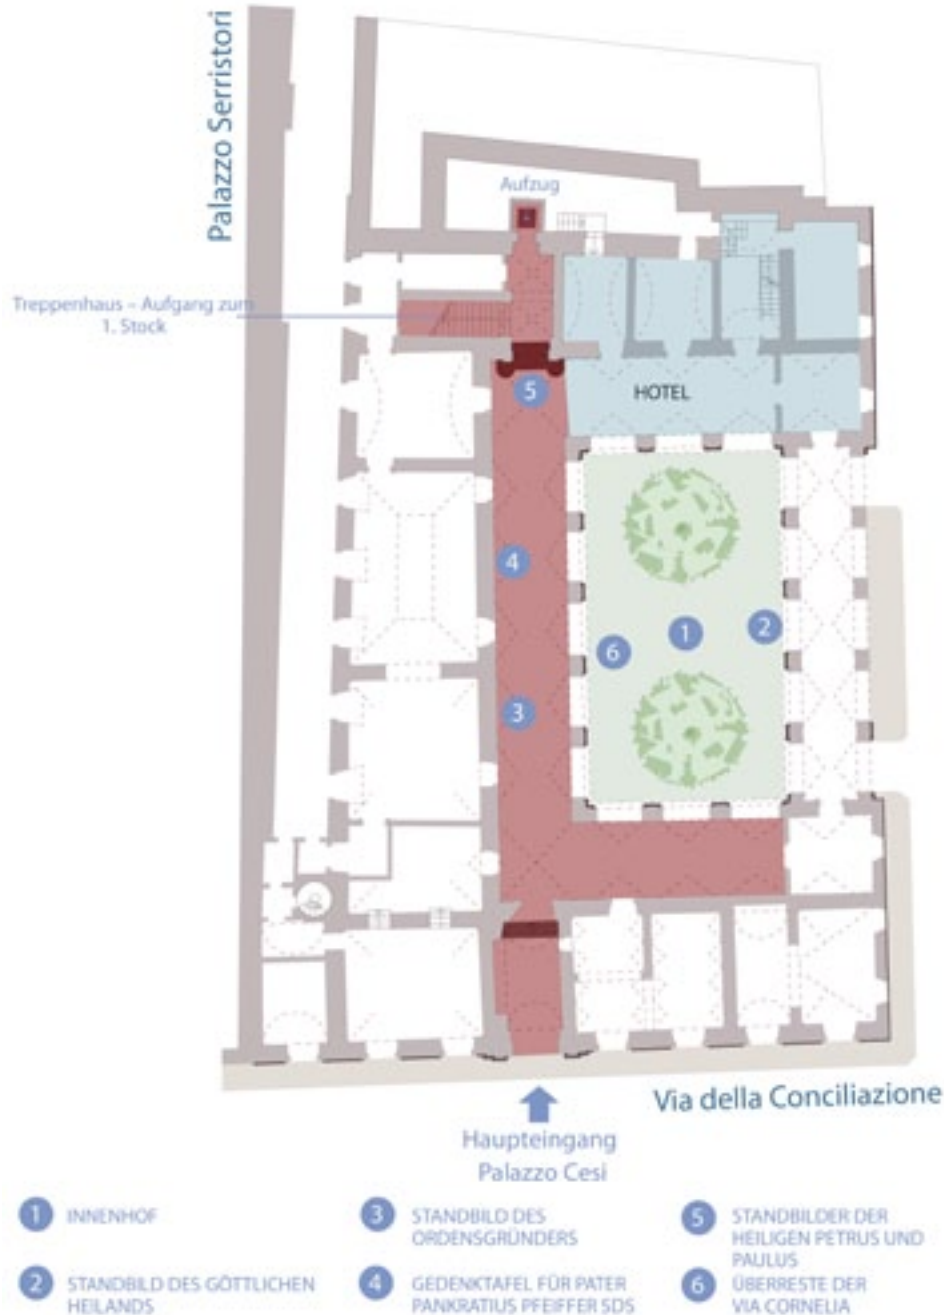 Palazzo Serristori
Aufzug
Treppenhaus – Aufgang zum
1. Stock
5
HOTEL
4
1
2
6
3
Via della Conciliazione
Haupteingang
Palazzo Cesi
1 INNENHOF
2 STANDBILD DES GÖTTLICHEN
HEILANDS
3 STANDBILD DES
ORDENSGRÜNDERS
4 GEDENKTAFEL FÜR PATER
PANKRATIUS PFEIFFER SDS
5 STANDBILDER DER
HEILIGEN PETRUS UND
PAULUS
6 ÜBERRESTE DER
VIA CORNELIA